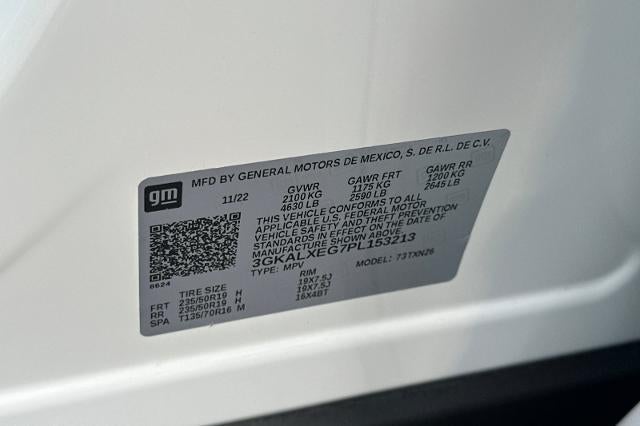 gm
MFD BY GENERAL MOTORS DE MEXICO, S. DE R.L. DE C.V.
11/22 GVWR GAWR FRT GAWR RR
2100 KG 1175 KG 1200 KG
4630 LB 2590 LB 2645 LB
THIS VEHICLE CONFORMS TO ALL
APPLICABLE U.S. FEDERAL MOTOR
VEHICLE SAFETY AND THEFT PREVENTION
STANDARDS IN EFFECT ON THE DATE OF
MANUFACTURE SHOWN ABOVE.
3GKALXEG7PL153213
TYPE: MPV MODEL: 73TXN26
8624
TIRE SIZE RIM
FRT 235/50R19 H 19X7.5J
RR 235/50R19 H 19X7.5J
SPA T135/70R16 M 16X4BT